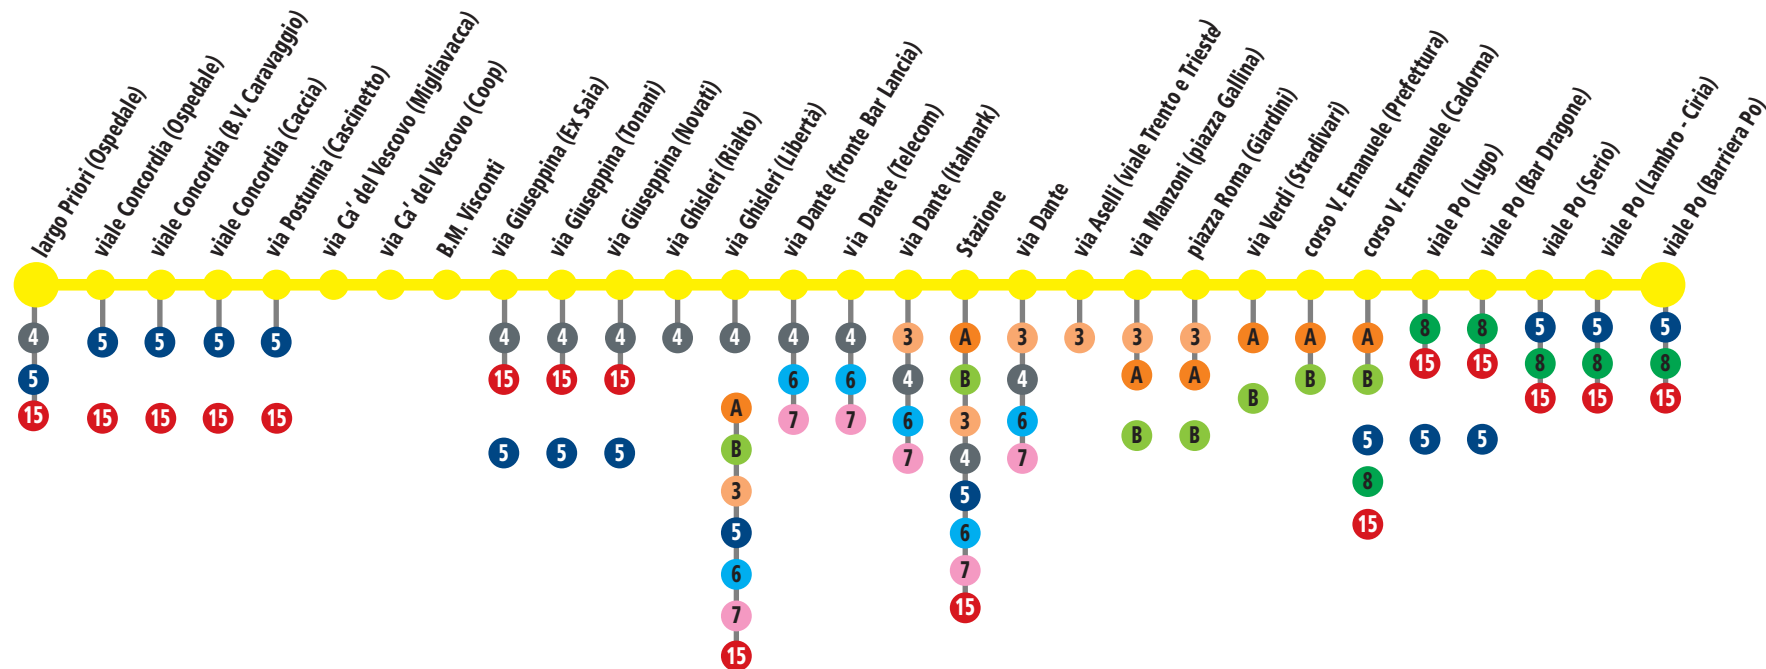 largo Priori (Ospedale)
viale Concordia (Ospedale)
viale Concordia (B.V. Caravaggio)
viale Concordia (Caccia)
via Postumia (Cascinetto)
via Ca' del Vescovo (Migliavacca)
via Ca' del Vescovo (Coop)
B.M. Visconti
via Giuseppina (Ex Saia)
via Giuseppina (Tonani)
via Giuseppina (Novati)
via Ghisleri (Rialto)
via Ghisleri (Libertà)
via Dante (fronte Bar Lancia)
via Dante (Telecom)
via Dante (Italmark)
Stazione
via Dante
via Aselli (viale Trento e Trieste)
via Manzoni (piazza Gallina)
piazza Roma (Giardini)
via Verdi (Stradivari)
corso V. Emanuele (Prefettura)
corso V. Emanuele (Cadorna)
viale Po (Lugo)
viale Po (Bar Dragone)
viale Po (Serio)
viale Po (Lambro - Ciria)
viale Po (Barriera Po)
4
5
15
5
15
5
15
5
15
5
15
4
15
5
4
15
5
4
15
5
4
4
A
B
3
5
6
7
15
4
6
7
4
6
7
3
4
6
7
A
B
3
4
5
6
7
15
3
4
6
7
3
3
A
B
3
A
B
A
B
A
B
A
B
5
8
15
8
15
5
8
15
5
5
8
15
5
8
15
5
8
15